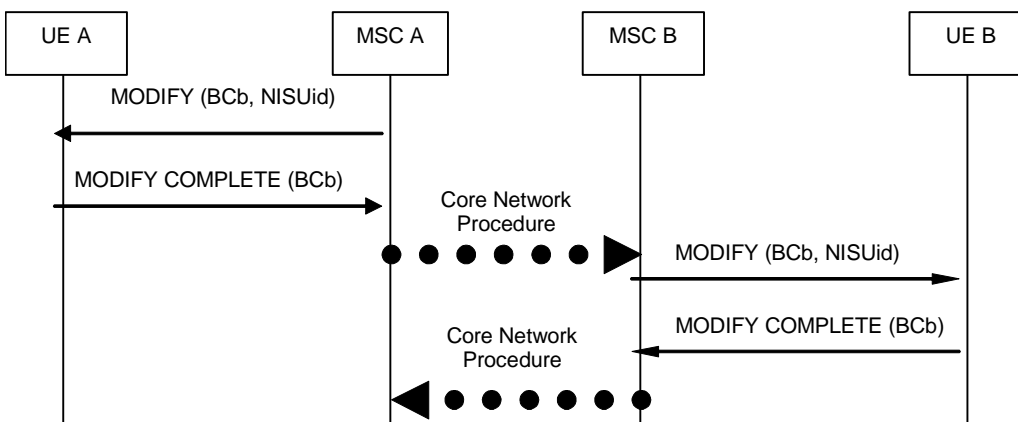 UE A
MSC A
MSC B
UE B
MODIFY (BCb, NISUid)
MODIFY COMPLETE (BCb)
Core Network
Procedure
MODIFY (BCb, NISUid)
MODIFY COMPLETE (BCb)
Core Network
Procedure